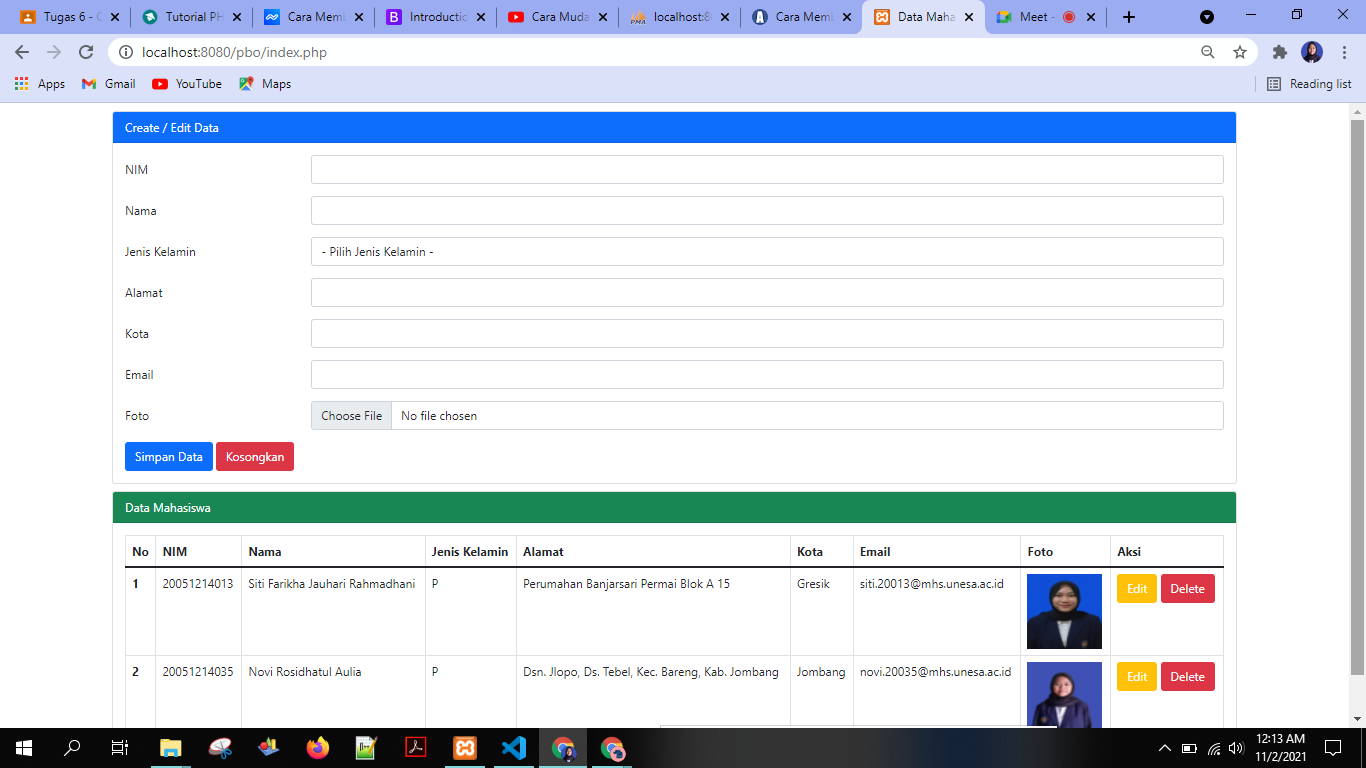 Tugas 6 - C
Tutorial PH
Cara Memb
Introductio
Cara Muda
localhost:8
Cara Memb
Data Maha
Meet -
localhost:8080/pbo/index.php
Apps Gmail YouTube Maps Reading list
Create / Edit Data
NIM
Nama
Jenis Kelamin - Pilih Jenis Kelamin -
Alamat
Kota
Email
Foto Choose File No file chosen
Simpan Data Kosongkan
Data Mahasiswa
No NIM Nama Jenis Kelamin Alamat Kota Email Foto Aksi
1 20051214013 Siti Farikha Jauhari Rahmadhani P Perumahan Banjarsari Permai Blok A 15 Gresik siti.20013@mhs.unesa.ac.id Edit Delete
2 20051214035 Novi Rosidhatul Aulia P Dsn. Jlopo, Ds. Tebel, Kec. Bareng, Kab. Jombang Jombang novi.20035@mhs.unesa.ac.id Edit Delete
12:13 AM
11/2/2021